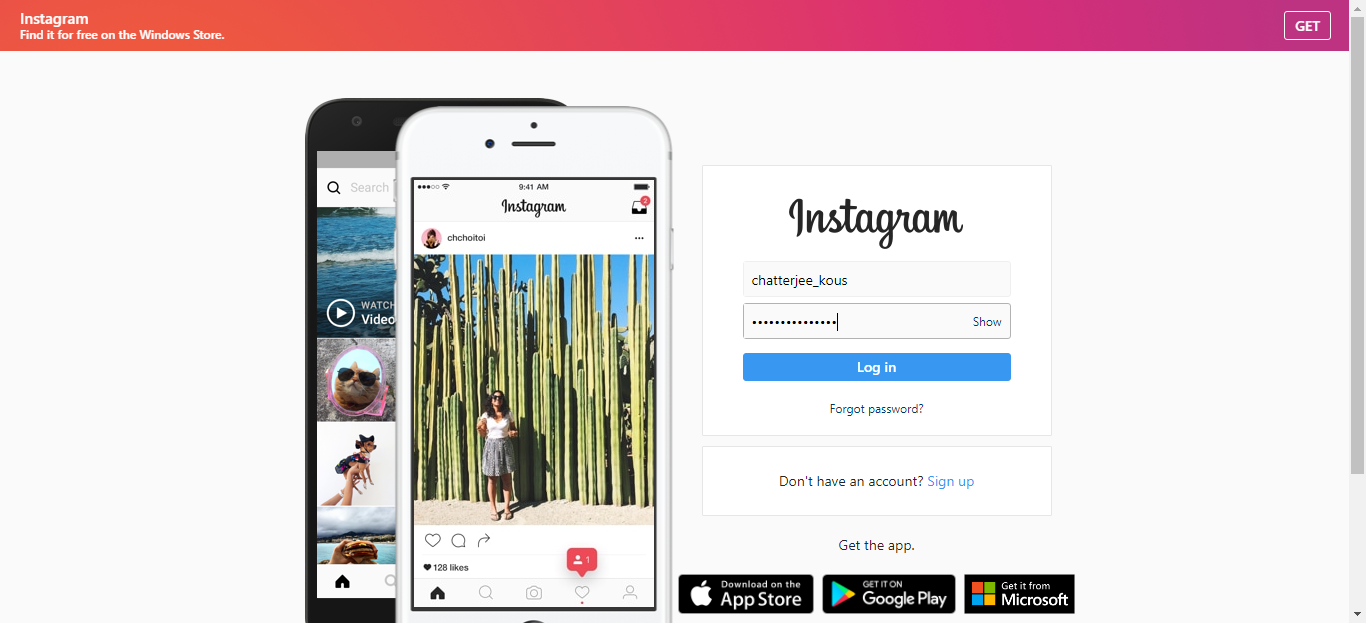 Instagram
Find it for free on the Windows Store.
GET
Search
WATCH
Video
9:41 AM
Instagram
2
chchoitoi
1
128 likes
Instagram
chatterjee_kous
•••••••••••••••
Show
Log in
Forgot password?
Don't have an account? Sign up
Get the app.
Download on the
App Store
GET IT ON
Google Play
Get it from
Microsoft